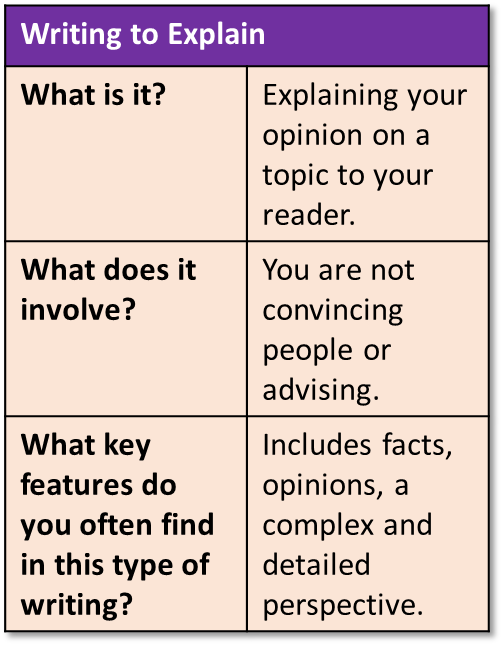 Writing to Explain
What is it?
Explaining your
opinion on a
topic to your
reader.
What does it
involve?
You are not
convincing
people or
advising.
What key
features do
you often find
in this type of
writing?
Includes facts,
opinions, a
complex and
detailed
perspective.